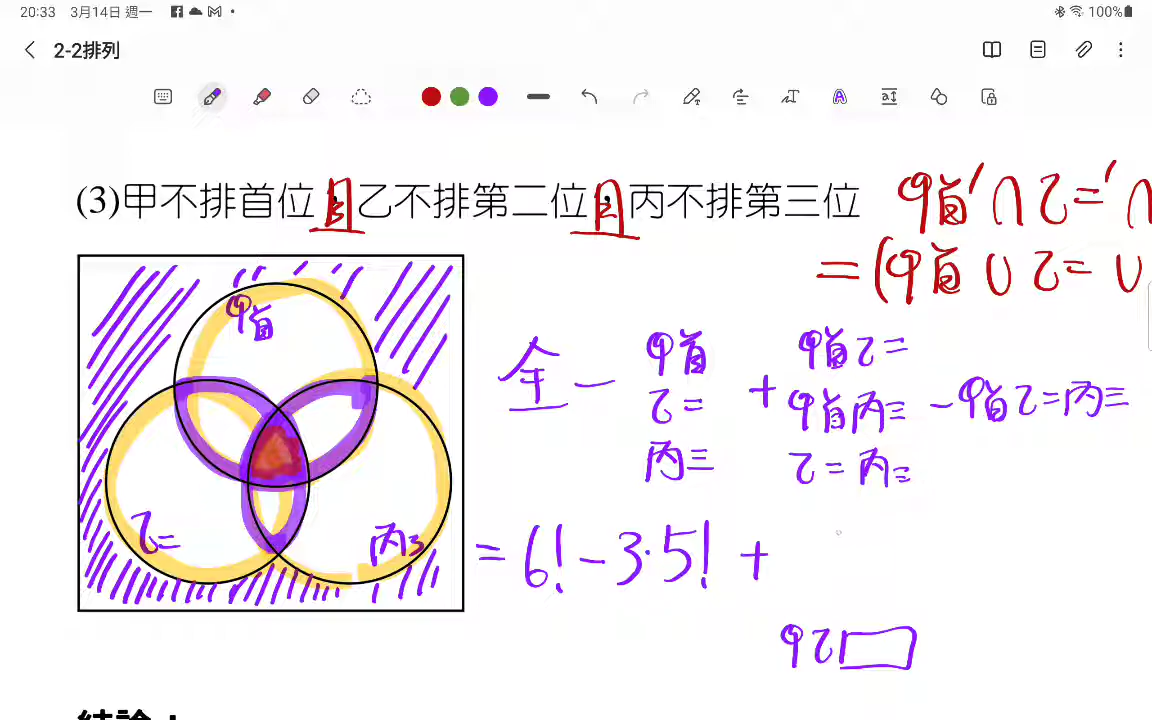 20:33 3月14日 週一 100%
2-2排列
(3)甲不排首位且乙不排第二位且丙不排第三位
甲首' ∩ 乙二' ∩
= (甲首 ∪ 乙二 ∪
甲首
乙二
丙三
全 - 甲首 乙二 丙三 + 甲首乙二 甲首丙三 乙二丙三 - 甲首乙二丙三
= 6! - 3·5! +
甲乙